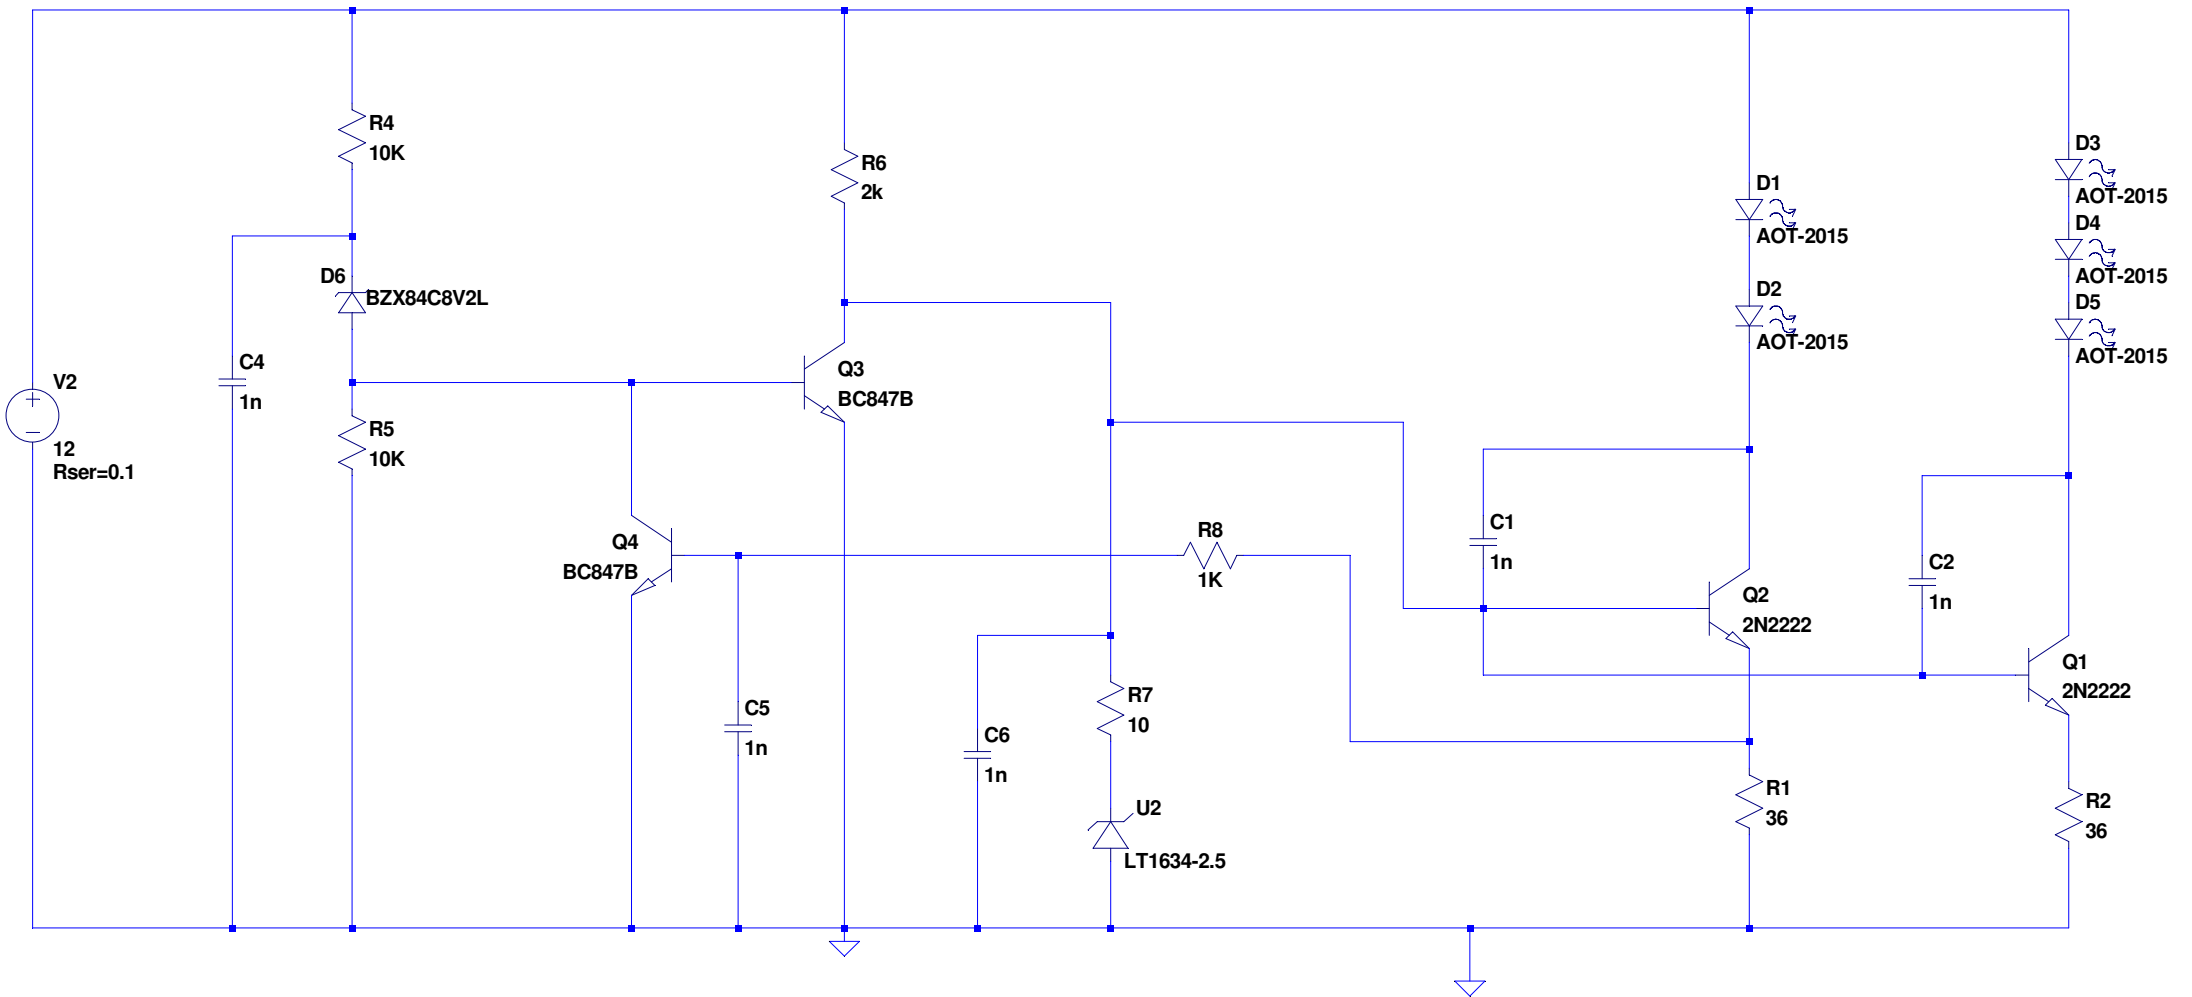 V2
12
Rser=0.1
C4
1n
R4
10K
D6
BZX84C8V2L
R5
10K
Q4
BC847B
C5
1n
R6
2k
Q3
BC847B
R8
1K
C6
1n
R7
10
U2
LT1634-2.5
D1
AOT-2015
D2
AOT-2015
C1
1n
Q2
2N2222
R1
36
D3
AOT-2015
D4
AOT-2015
D5
AOT-2015
C2
1n
Q1
2N2222
R2
36